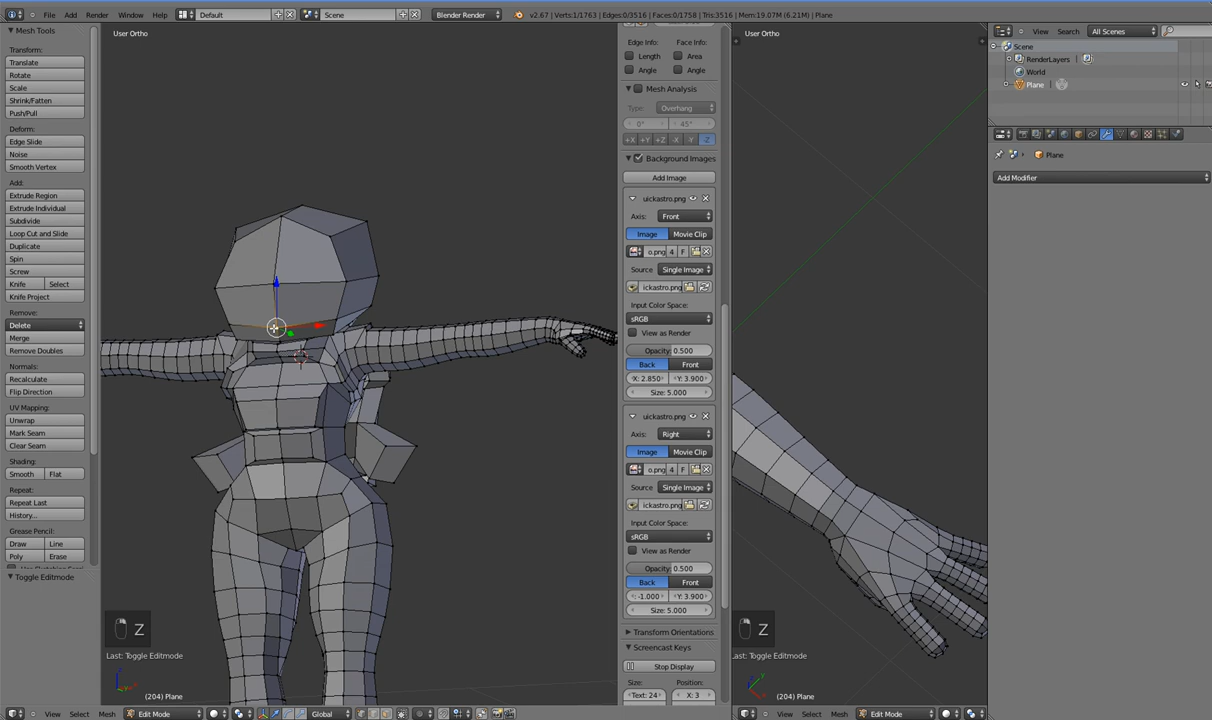 File Add Render Window Help Default Scene Blender Render v2.67 | Verts:1/1763 | Edges:0/3516 | Faces:0/1758 | Tris:3516 | Mem:19.07M (6.21M) | Plane
Mesh Tools
Transform:
Translate
Rotate
Scale
Shrink/Fatten
Push/Pull
Deform:
Edge Slide
Noise
Smooth Vertex
Add:
Extrude Region
Extrude Individual
Subdivide
Loop Cut and Slide
Duplicate
Spin
Screw
Knife Select
Knife Project
Remove:
Delete
Merge
Remove Doubles
Normals:
Recalculate
Flip Direction
UV Mapping:
Unwrap
Mark Seam
Clear Seam
Shading:
Smooth Flat
Repeat:
Repeat Last
History...
Grease Pencil:
Draw Line
Poly Erase
Toggle Editmode
User Ortho
Z
Last: Toggle Editmode
(204) Plane
View Select Mesh Edit Mode Global
Edge Info: Face Info:
Length Area
Angle Angle
Mesh Analysis
Type: Overhang
0° 45°
+X +Y +Z -X -Y -Z
Background Images
Add Image
uickastro.png
Axis: Front
Image Movie Clip
o.png 4 F
Source Single Image
ickastro.png
Input Color Space:
sRGB
View as Render
Opacity: 0.500
Back Front
X: 2.850 Y: 3.900
Size: 5.000
uickastro.png
Axis: Right
Image Movie Clip
o.png 4 F
Source Single Image
ickastro.png
Input Color Space:
sRGB
View as Render
Opacity: 0.500
Back Front
: -1.000 Y: 3.900
Size: 5.000
Transform Orientations
Screencast Keys
Stop Display
Size: Position:
Text: 24 X: 3
User Ortho
Z
Last: Toggle Editmode
(204) Plane
View Select Mesh Edit Mode
View Search All Scenes
Scene
RenderLayers |
World
Plane |
Plane
Add Modifier